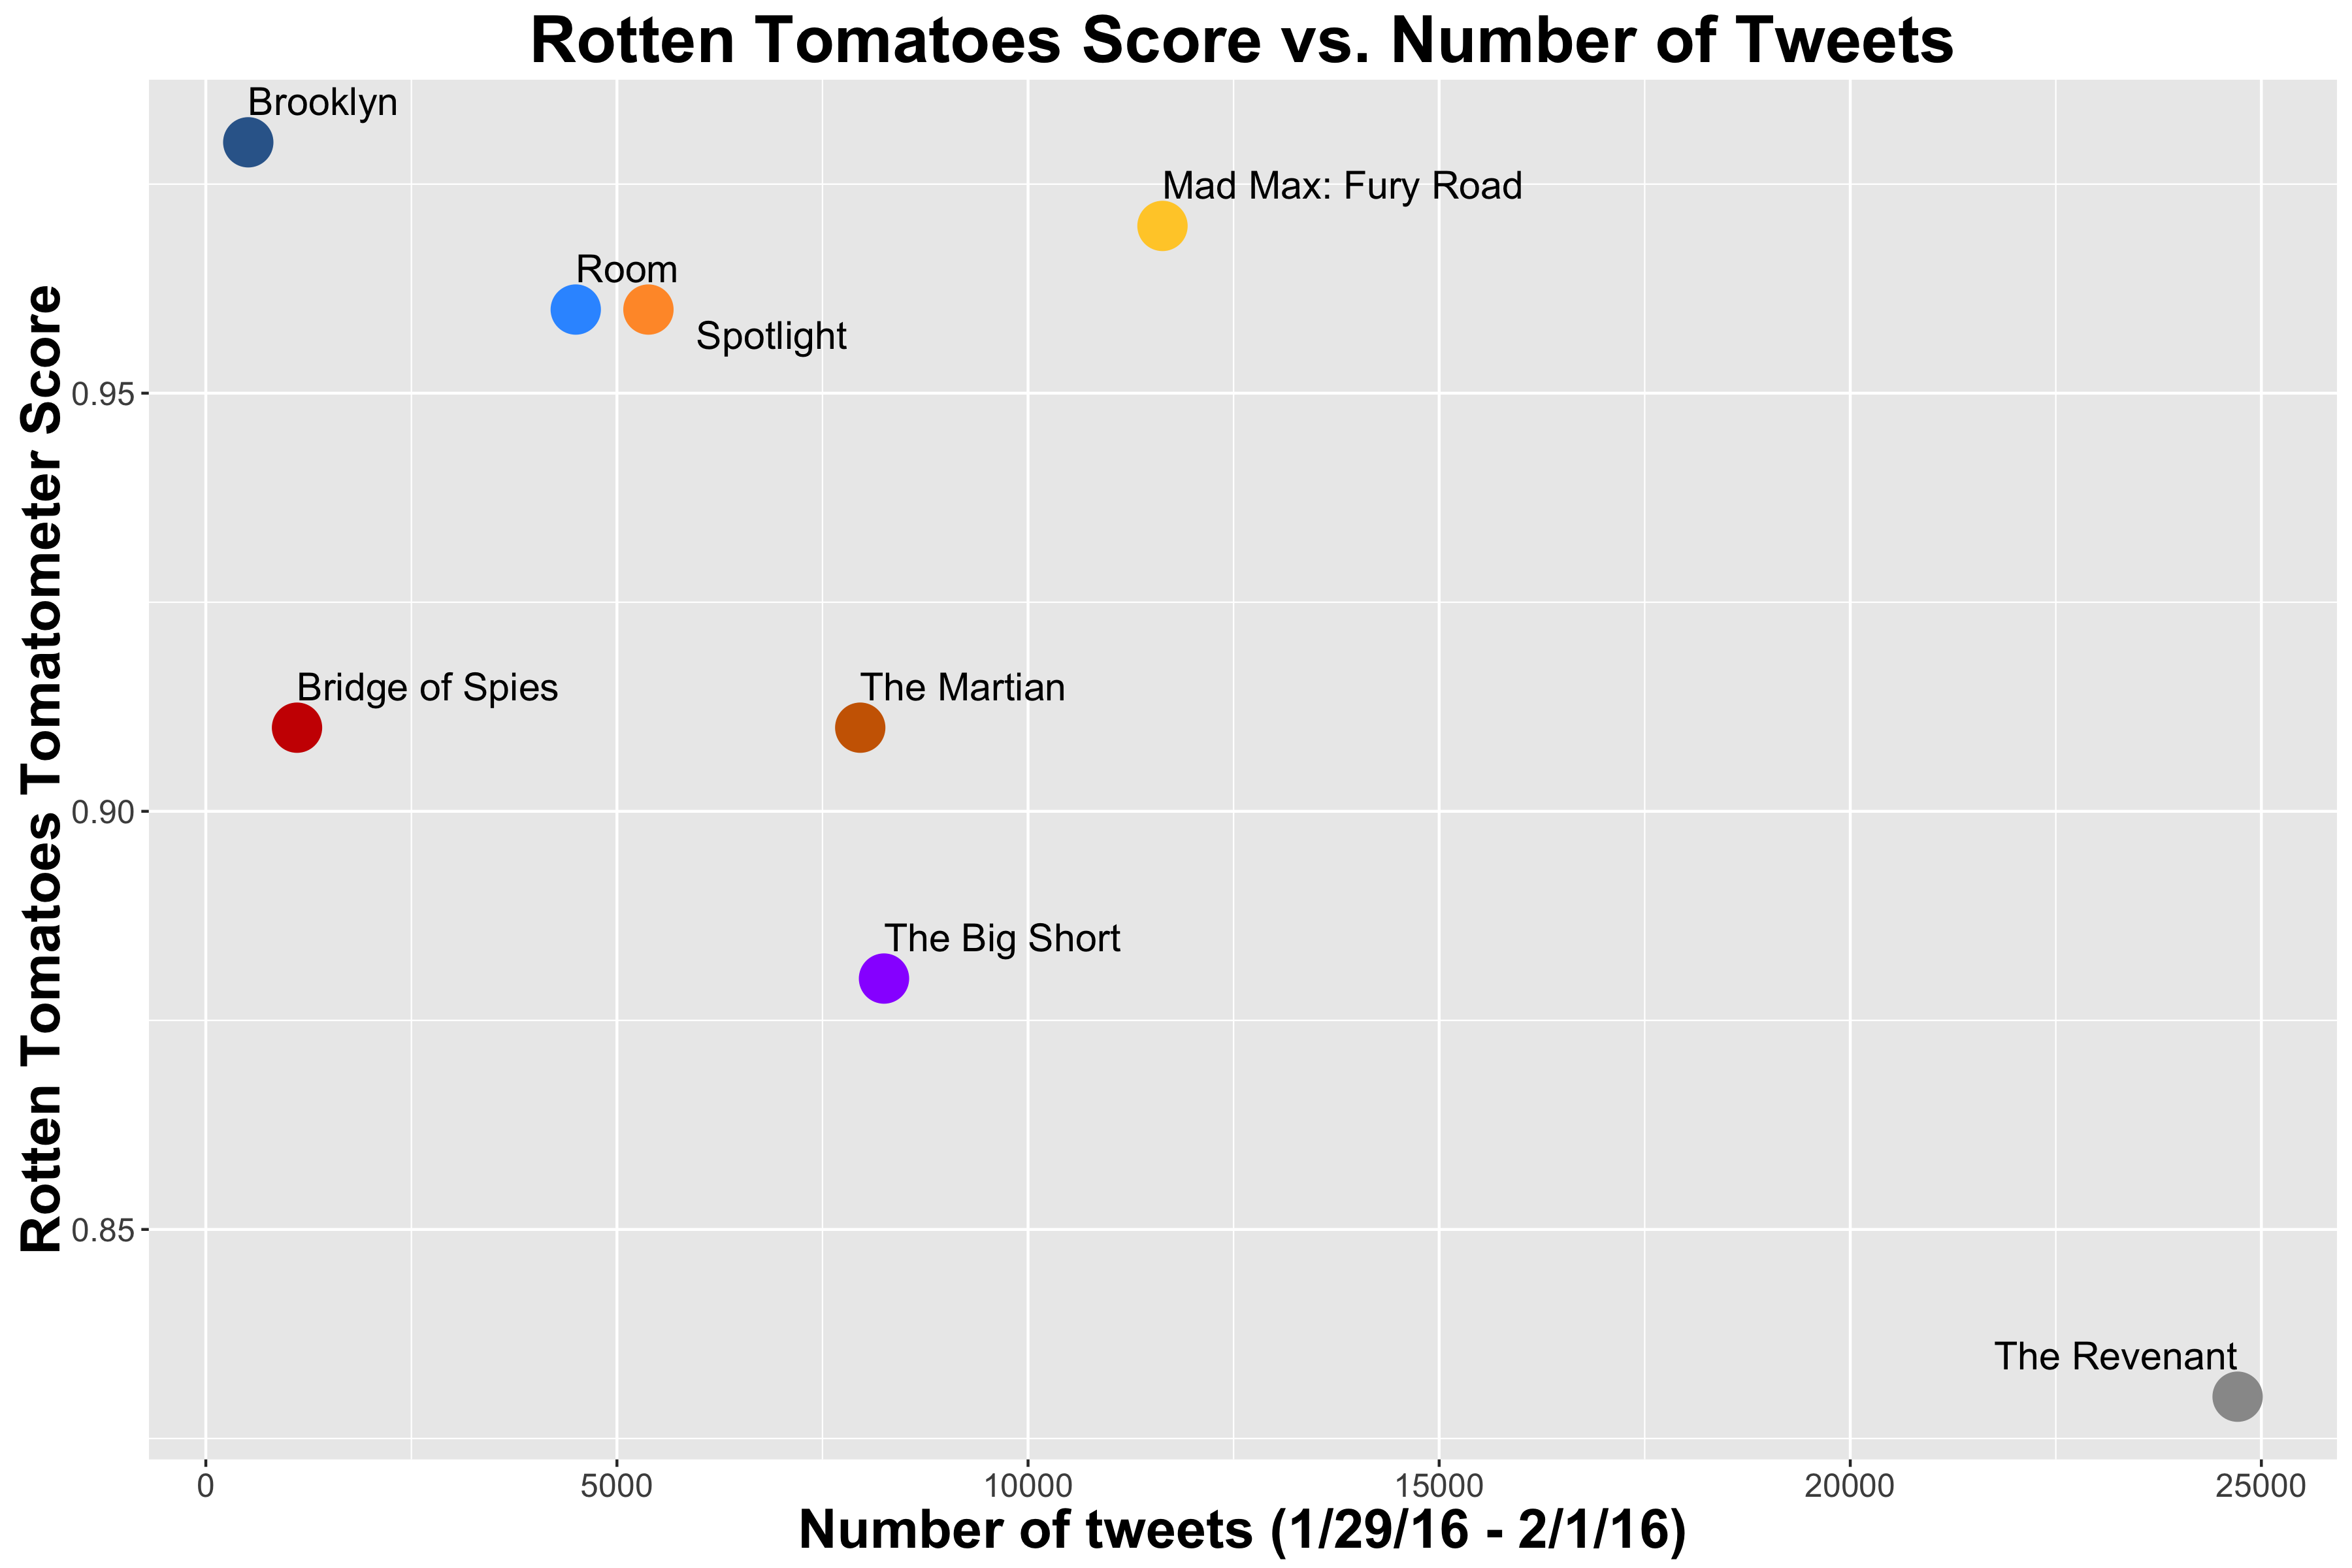 Rotten Tomatoes Score vs. Number of Tweets
Brooklyn
Mad Max: Fury Road
Room
Spotlight
Bridge of Spies
The Martian
The Big Short
The Revenant
Rotten Tomatoes Tomatometer Score
0.95
0.90
0.85
0
5000
10000
15000
20000
25000
Number of tweets (1/29/16 - 2/1/16)